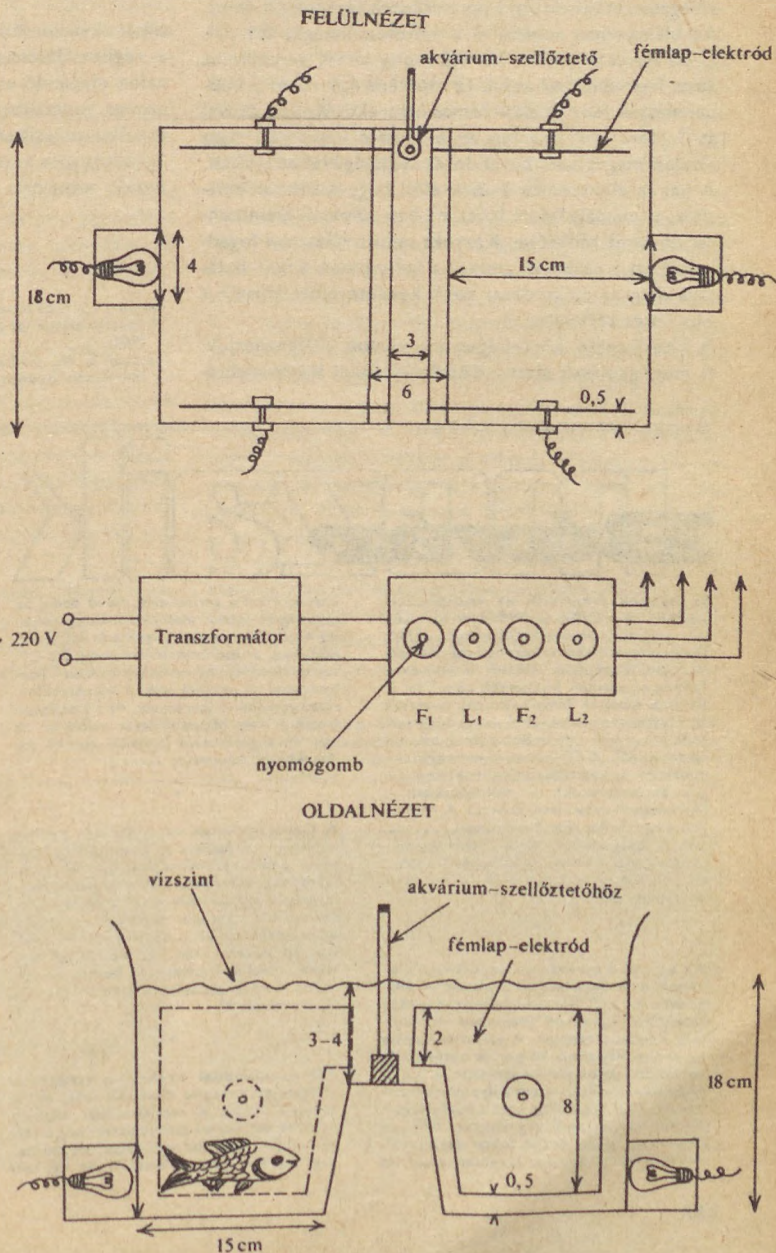 FELÜLNÉZET
akvárium-szellőztető
fémlap-elektród
18 cm
4
15 cm
3
6
0,5
220 V
Transzformátor
F₁ L₁ F₂ L₂
nyomógomb
OLDALNÉZET
vízszint
akvárium-szellőztetőhöz
fémlap-elektród
3-4
2
8
18 cm
0,5
15 cm